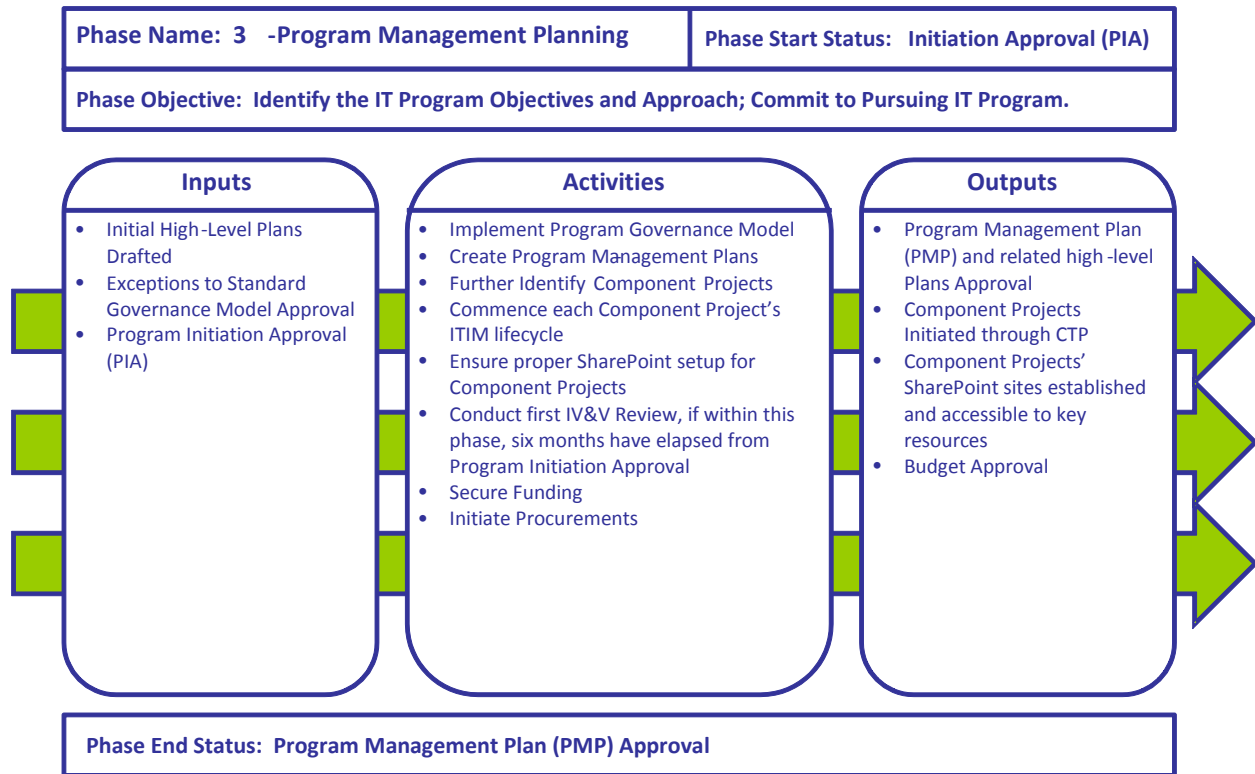 Phase Name:  3   -Program Management Planning
Phase Start Status:   Initiation Approval (PIA)
Phase Objective:  Identify the IT Program Objectives and Approach; Commit to Pursuing IT Program.
Inputs
• Initial High-Level Plans
Drafted
• Exceptions to Standard
Governance Model Approval
• Program Initiation Approval
(PIA)
Activities
• Implement Program Governance Model
• Create Program Management Plans
• Further Identify Component Projects
• Commence each Component Project’s
ITIM lifecycle
• Ensure proper SharePoint setup for
Component Projects
• Conduct first IV&V Review, if within this
phase, six months have elapsed from
Program Initiation Approval
• Secure Funding
• Initiate Procurements
Outputs
• Program Management Plan
(PMP) and related high-level
Plans Approval
• Component Projects
Initiated through CTP
• Component Projects’
SharePoint sites established
and accessible to key
resources
• Budget Approval
Phase End Status:  Program Management Plan (PMP) Approval